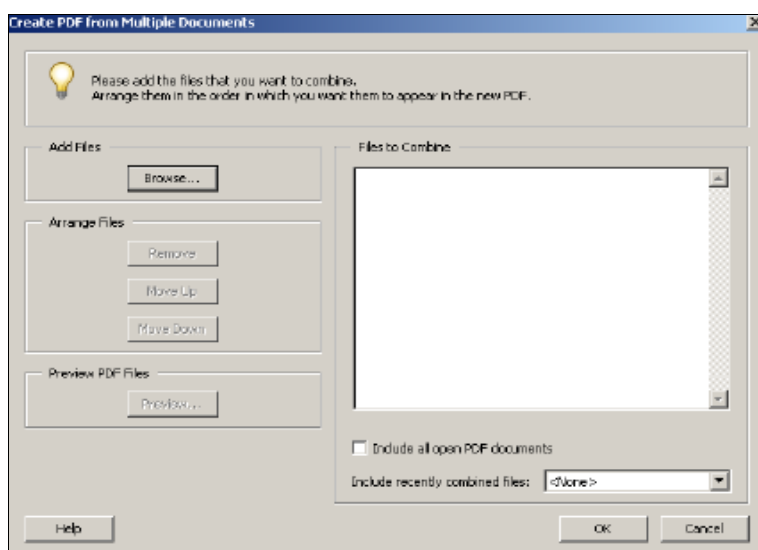 Create PDF from Multiple Documents
Please add the files that you want to combine.
Arrange them in the order in which you want them to appear in the new PDF.
Add Files
Browse...
Arrange Files
Remove
Move Up
Move Down
Preview PDF Files
Preview...
Files to Combine
Include all open PDF documents
Include recently combined files: <None>
Help
OK
Cancel